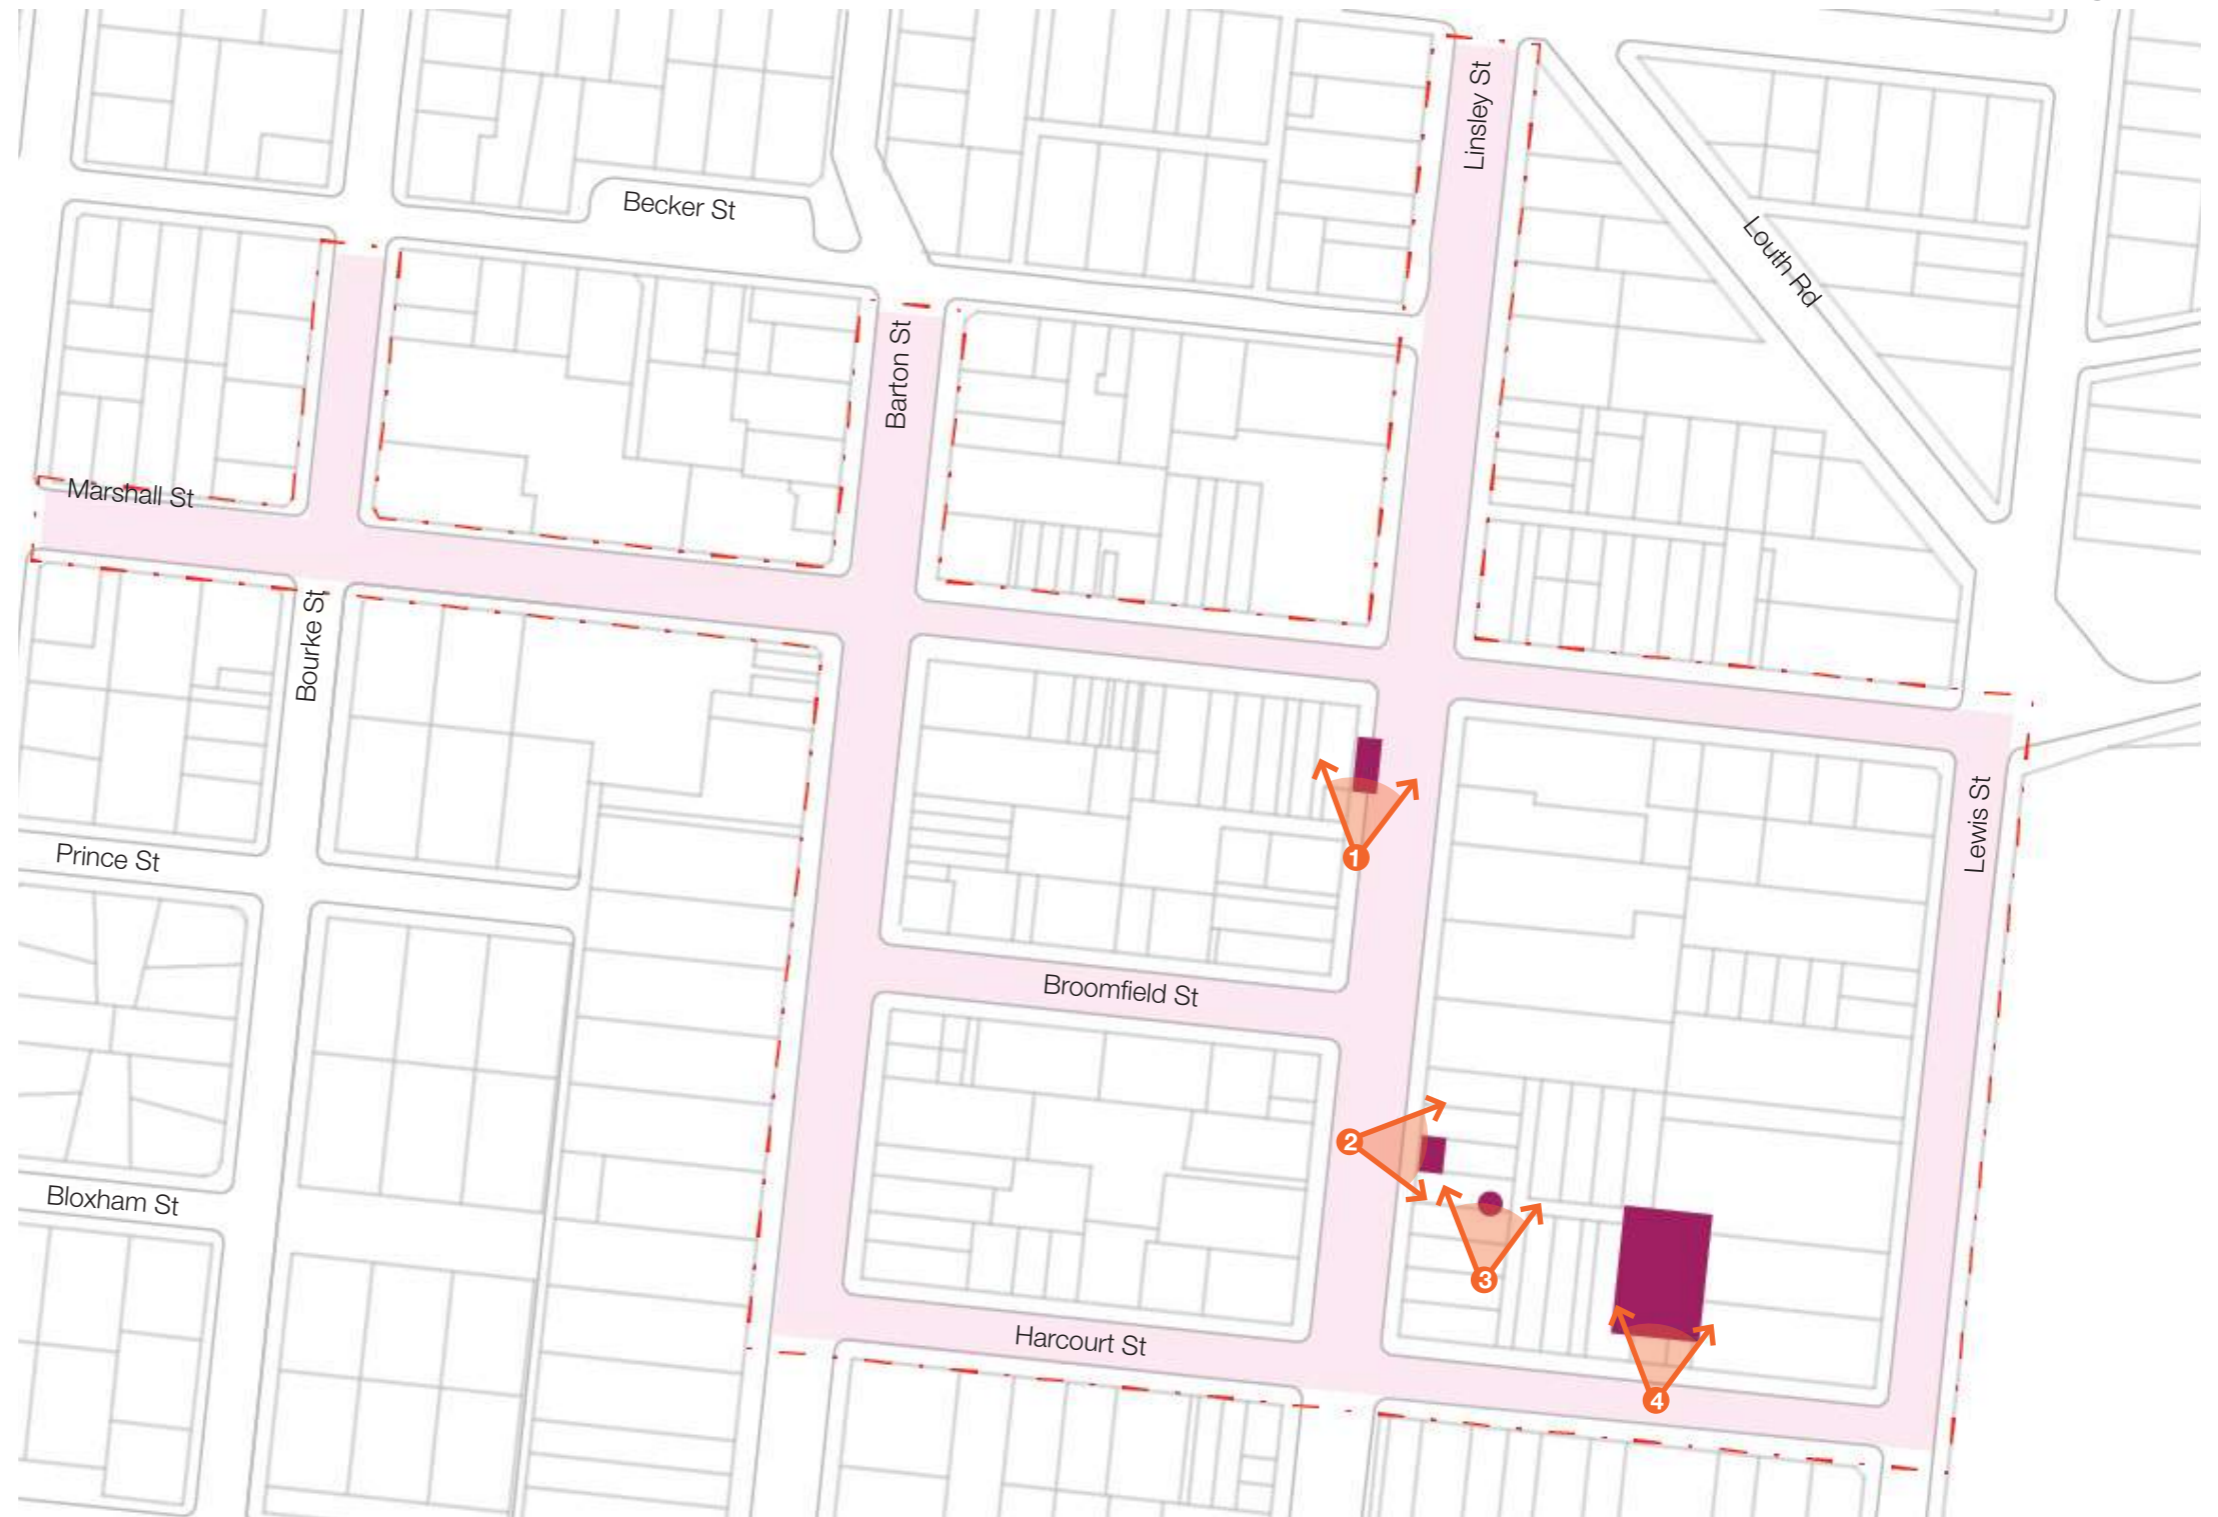 Linsley St
Becker St
Louth Rd
Barton St
Marshall St
Bourke St
Lewis St
Prince St
1
Broomfield St
2
Bloxham St
3
Harcourt St
4